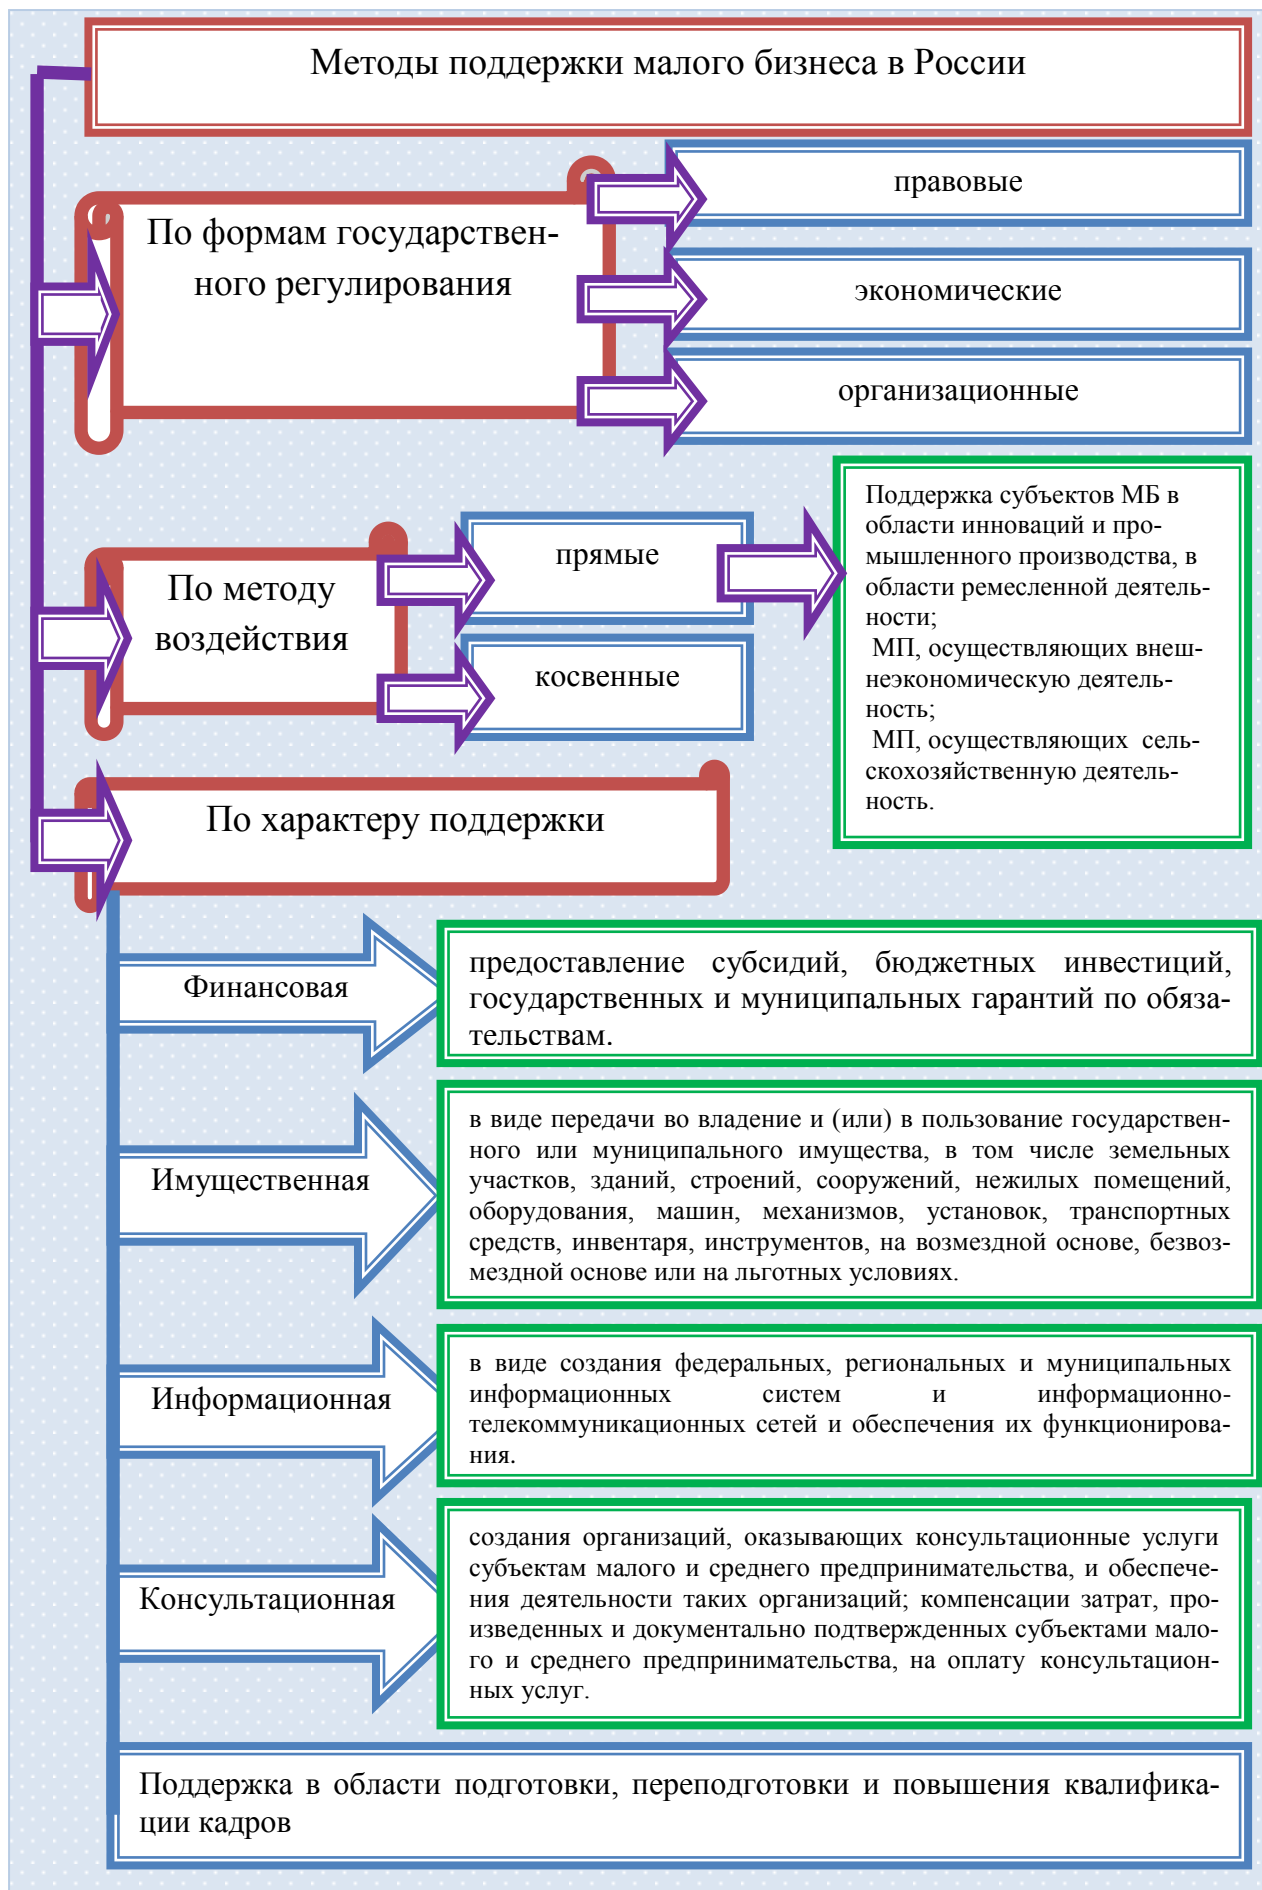 Методы поддержки малого бизнеса в России
По формам государствен-
ного регулирования
правовые
экономические
организационные
По методу
воздействия
прямые
косвенные
Поддержка субъектов МБ в
области инноваций и про-
мышленного производства, в
области ремесленной деятель-
ности;
МП, осуществляющих внеш-
неэкономическую деятель-
ность;
МП, осуществляющих сель-
скохозяйственную деятель-
ность.
По характеру поддержки
Финансовая
предоставление субсидий, бюджетных инвестиций,
государственных и муниципальных гарантий по обяза-
тельствам.
Имущественная
в виде передачи во владение и (или) в пользование государствен-
ного или муниципального имущества, в том числе земельных
участков, зданий, строений, сооружений, нежилых помещений,
оборудования, машин, механизмов, установок, транспортных
средств, инвентаря, инструментов, на возмездной основе, безвоз-
мездной основе или на льготных условиях.
Информационная
в виде создания федеральных, региональных и муниципальных
информационных систем и информационно-
телекоммуникационных сетей и обеспечения их функционирова-
ния.
Консультационная
создания организаций, оказывающих консультационные услуги
субъектам малого и среднего предпринимательства, и обеспече-
ния деятельности таких организаций; компенсации затрат, про-
изведенных и документально подтвержденных субъектами мало-
го и среднего предпринимательства, на оплату консультацион-
ных услуг.
Поддержка в области подготовки, переподготовки и повышения квалифика-
ции кадров